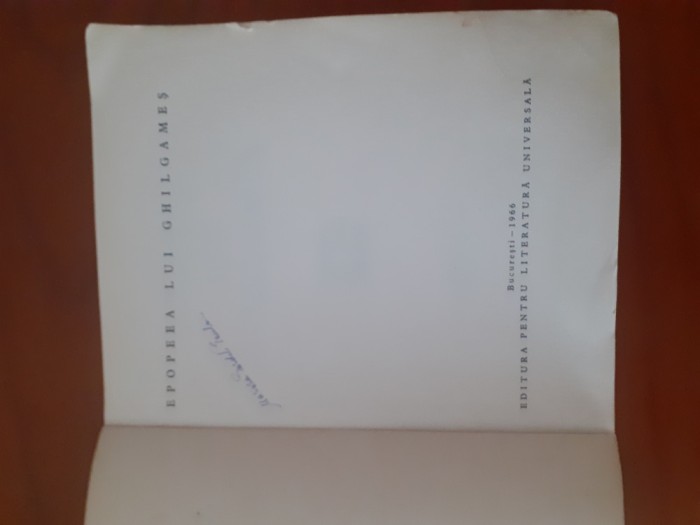 EPOPEEA LUI GHILGAMEȘ
București – 1966
EDITURA PENTRU LITERATURĂ UNIVERSALĂ